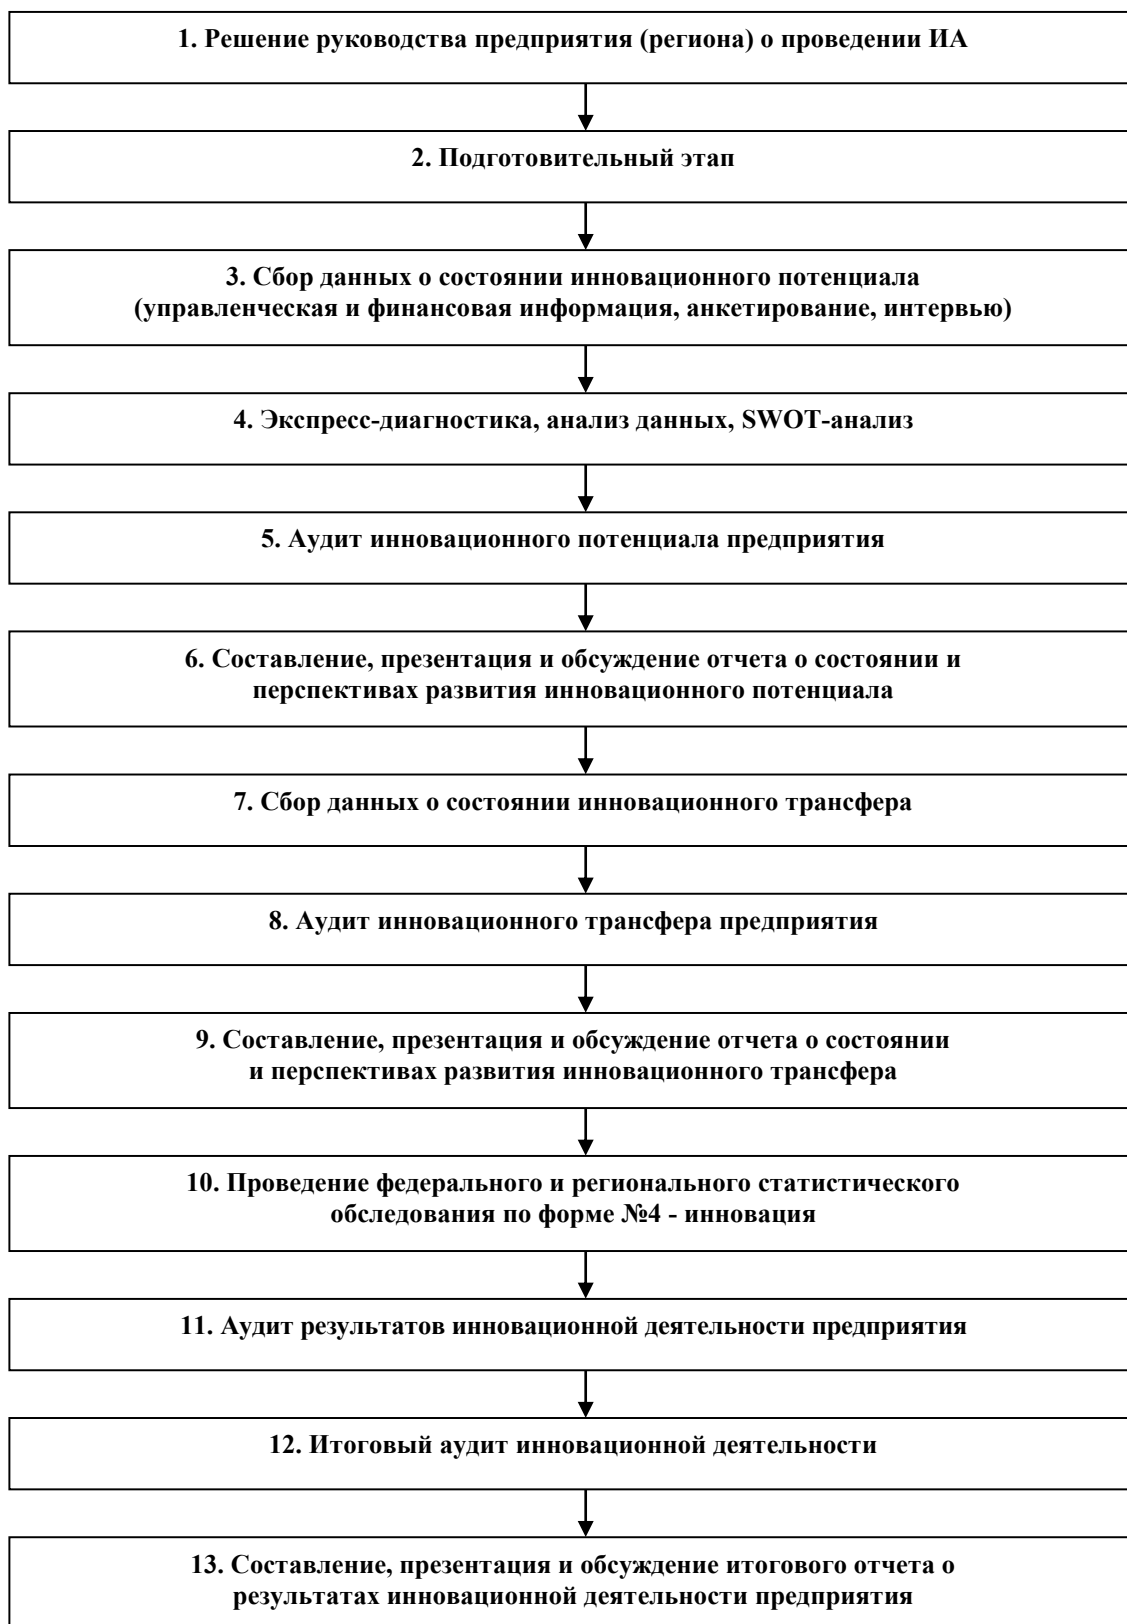 1. Решение руководства предприятия (региона) о проведении ИА
2. Подготовительный этап
3. Сбор данных о состоянии инновационного потенциала
(управленческая и финансовая информация, анкетирование, интервью)
4. Экспресс-диагностика, анализ данных, SWOT-анализ
5. Аудит инновационного потенциала предприятия
6. Составление, презентация и обсуждение отчета о состоянии и
перспективах развития инновационного потенциала
7. Сбор данных о состоянии инновационного трансфера
8. Аудит инновационного трансфера предприятия
9. Составление, презентация и обсуждение отчета о состоянии
и перспективах развития инновационного трансфера
10. Проведение федерального и регионального статистического
обследования по форме №4 - инновация
11. Аудит результатов инновационной деятельности предприятия
12. Итоговый аудит инновационной деятельности
13. Составление, презентация и обсуждение итогового отчета о
результатах инновационной деятельности предприятия